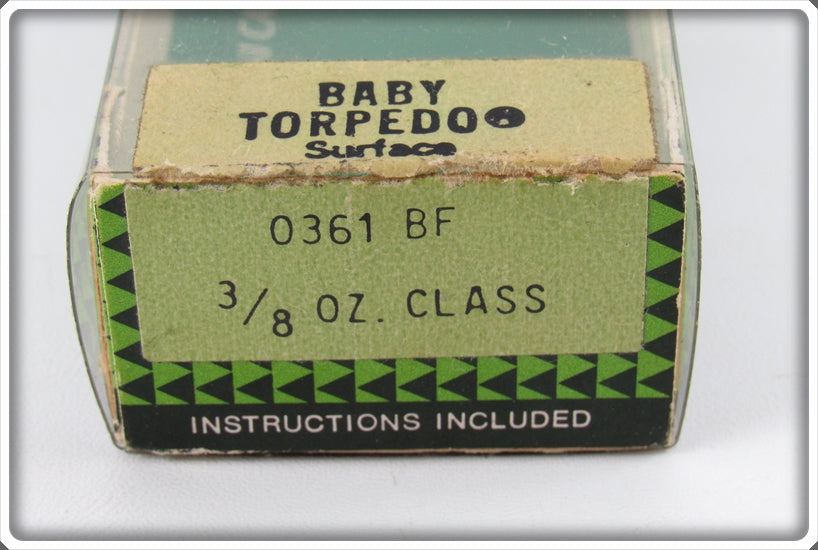 BABY
TORPEDO®
Surface
0361 BF
3/8 OZ. CLASS
INSTRUCTIONS INCLUDED